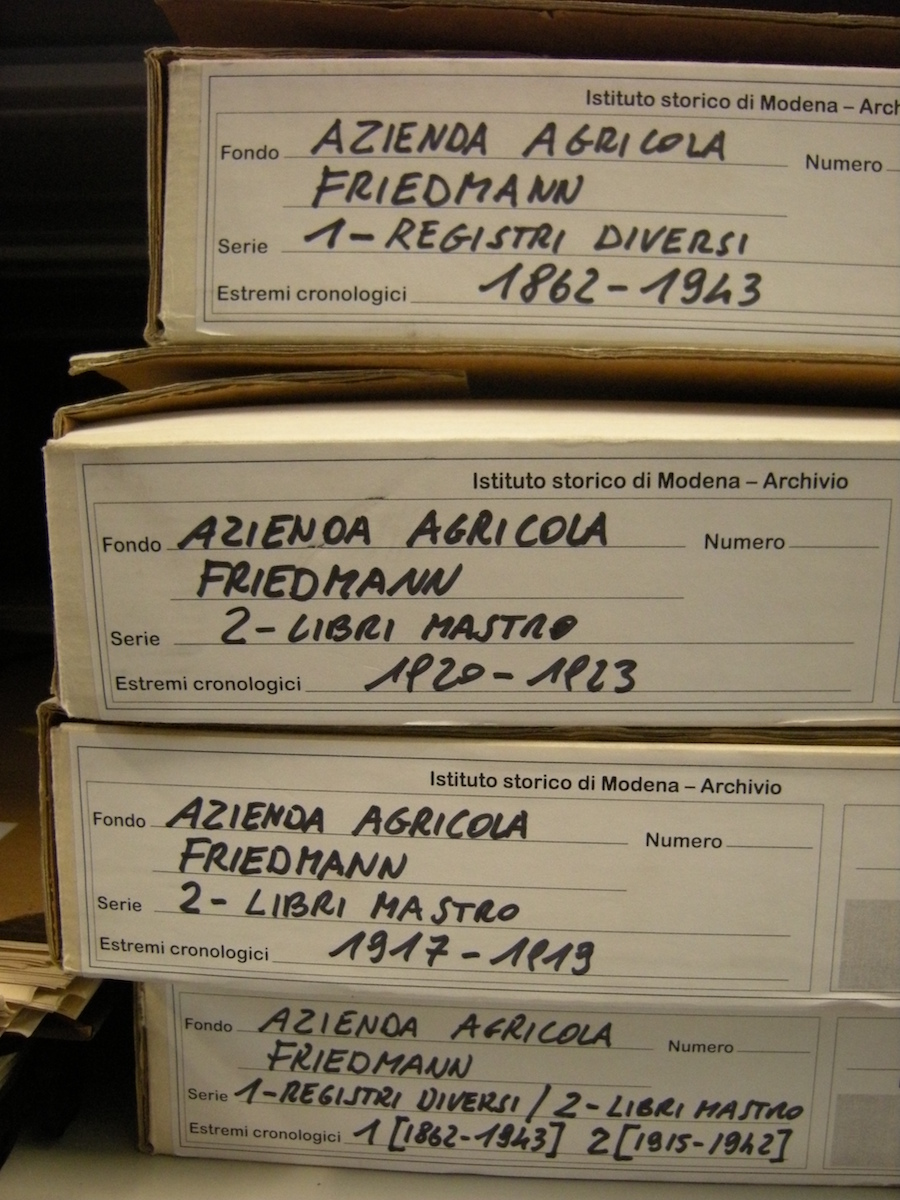 Istituto storico di Modena – Arch
Fondo AZIENDA AGRICOLA Numero
FRIEDMANN
Serie 1 - REGISTRI DIVERSI
Estremi cronologici 1862 - 1943
Istituto storico di Modena – Archivio
Fondo AZIENDA AGRICOLA Numero
FRIEDMANN
Serie 2 - LIBRI MASTRO
Estremi cronologici 1920 - 1923
Istituto storico di Modena – Archivio
Fondo AZIENDA AGRICOLA Numero
FRIEDMANN
Serie 2 - LIBRI MASTRO
Estremi cronologici 1917 - 1919
Fondo AZIENDA AGRICOLA Numero
FRIEDMANN
Serie 1 - REGISTRI DIVERSI / 2 - LIBRI MASTRO
Estremi cronologici 1 [1862-1943] 2 [1915-1942]